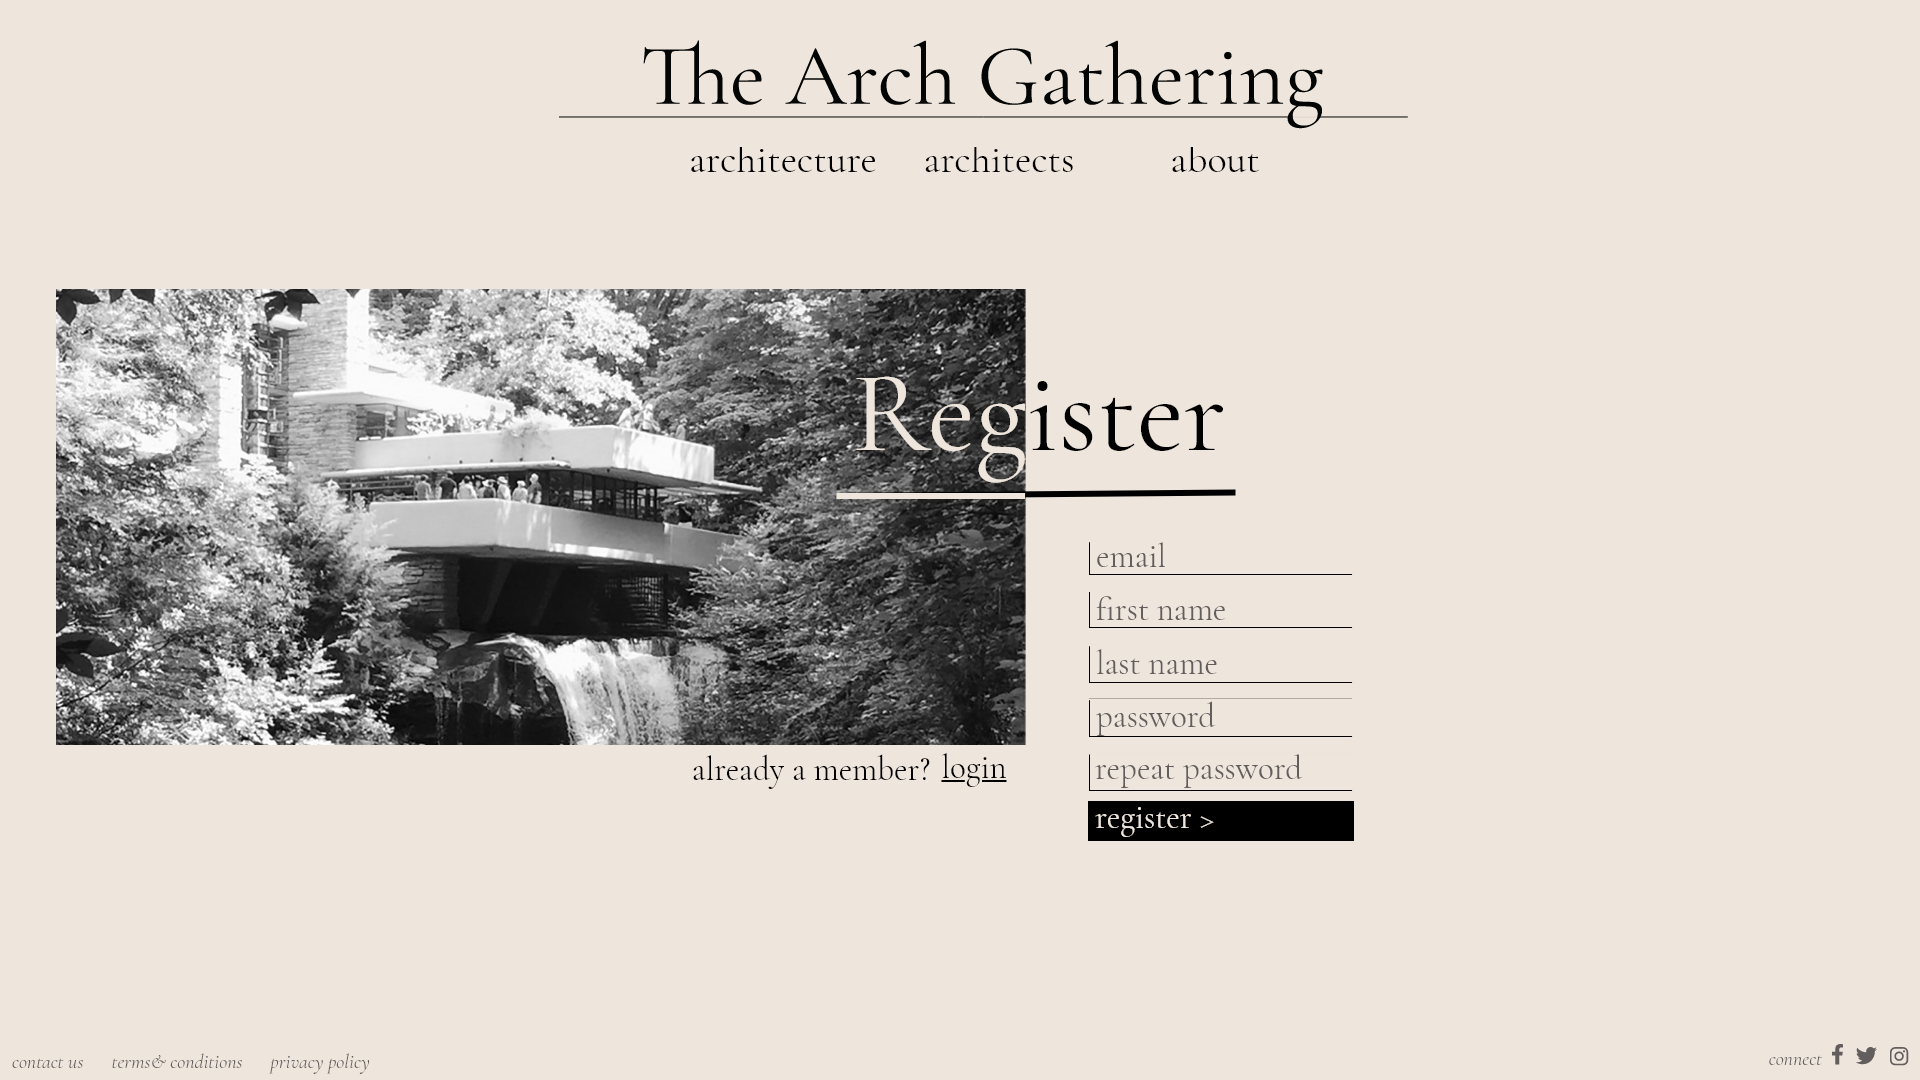 The Arch Gathering
architecture architects about
Register
email
first name
last name
password
repeat password
already a member? login
register >
contact us terms& conditions privacy policy
connect